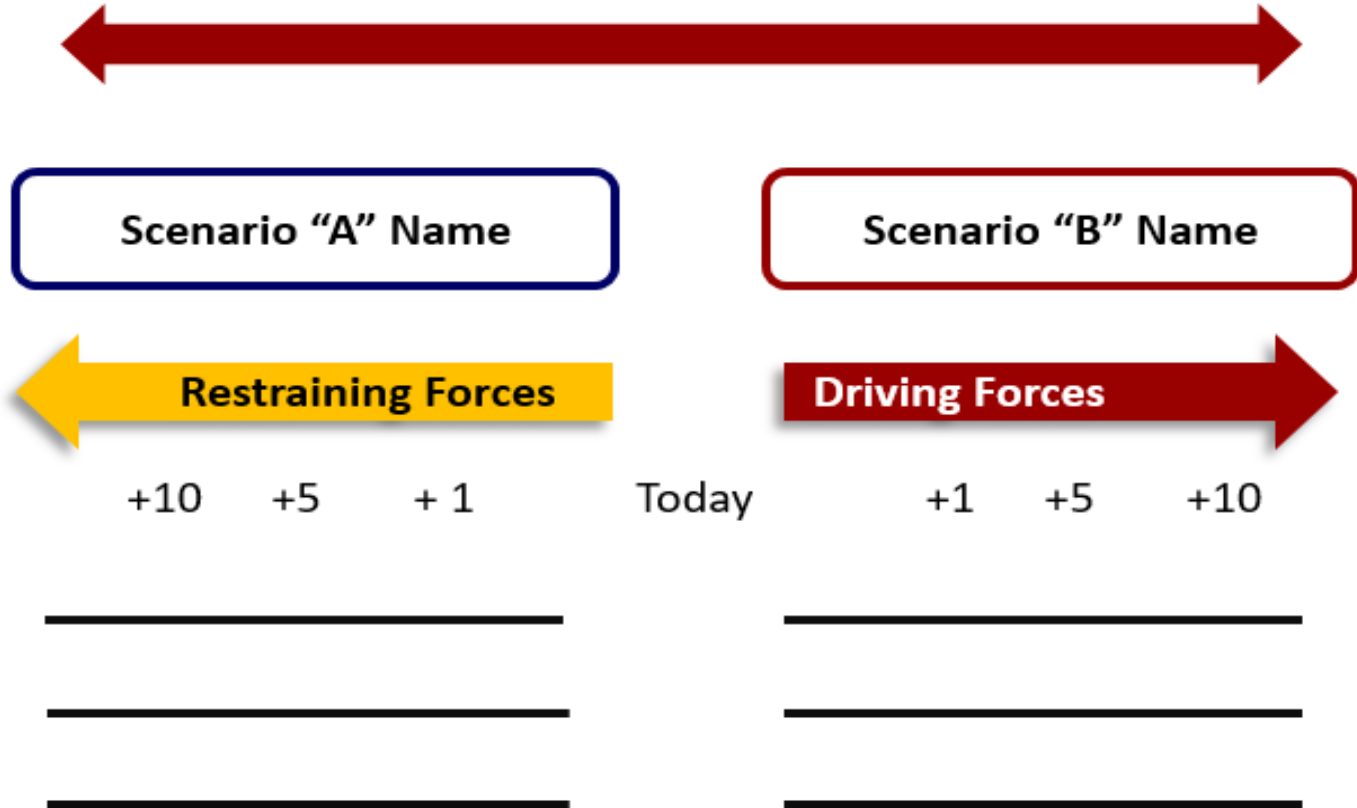 Scenario “A” Name Scenario “B” Name
Restraining Forces Driving Forces
+10 +5 + 1 Today +1 +5 +10